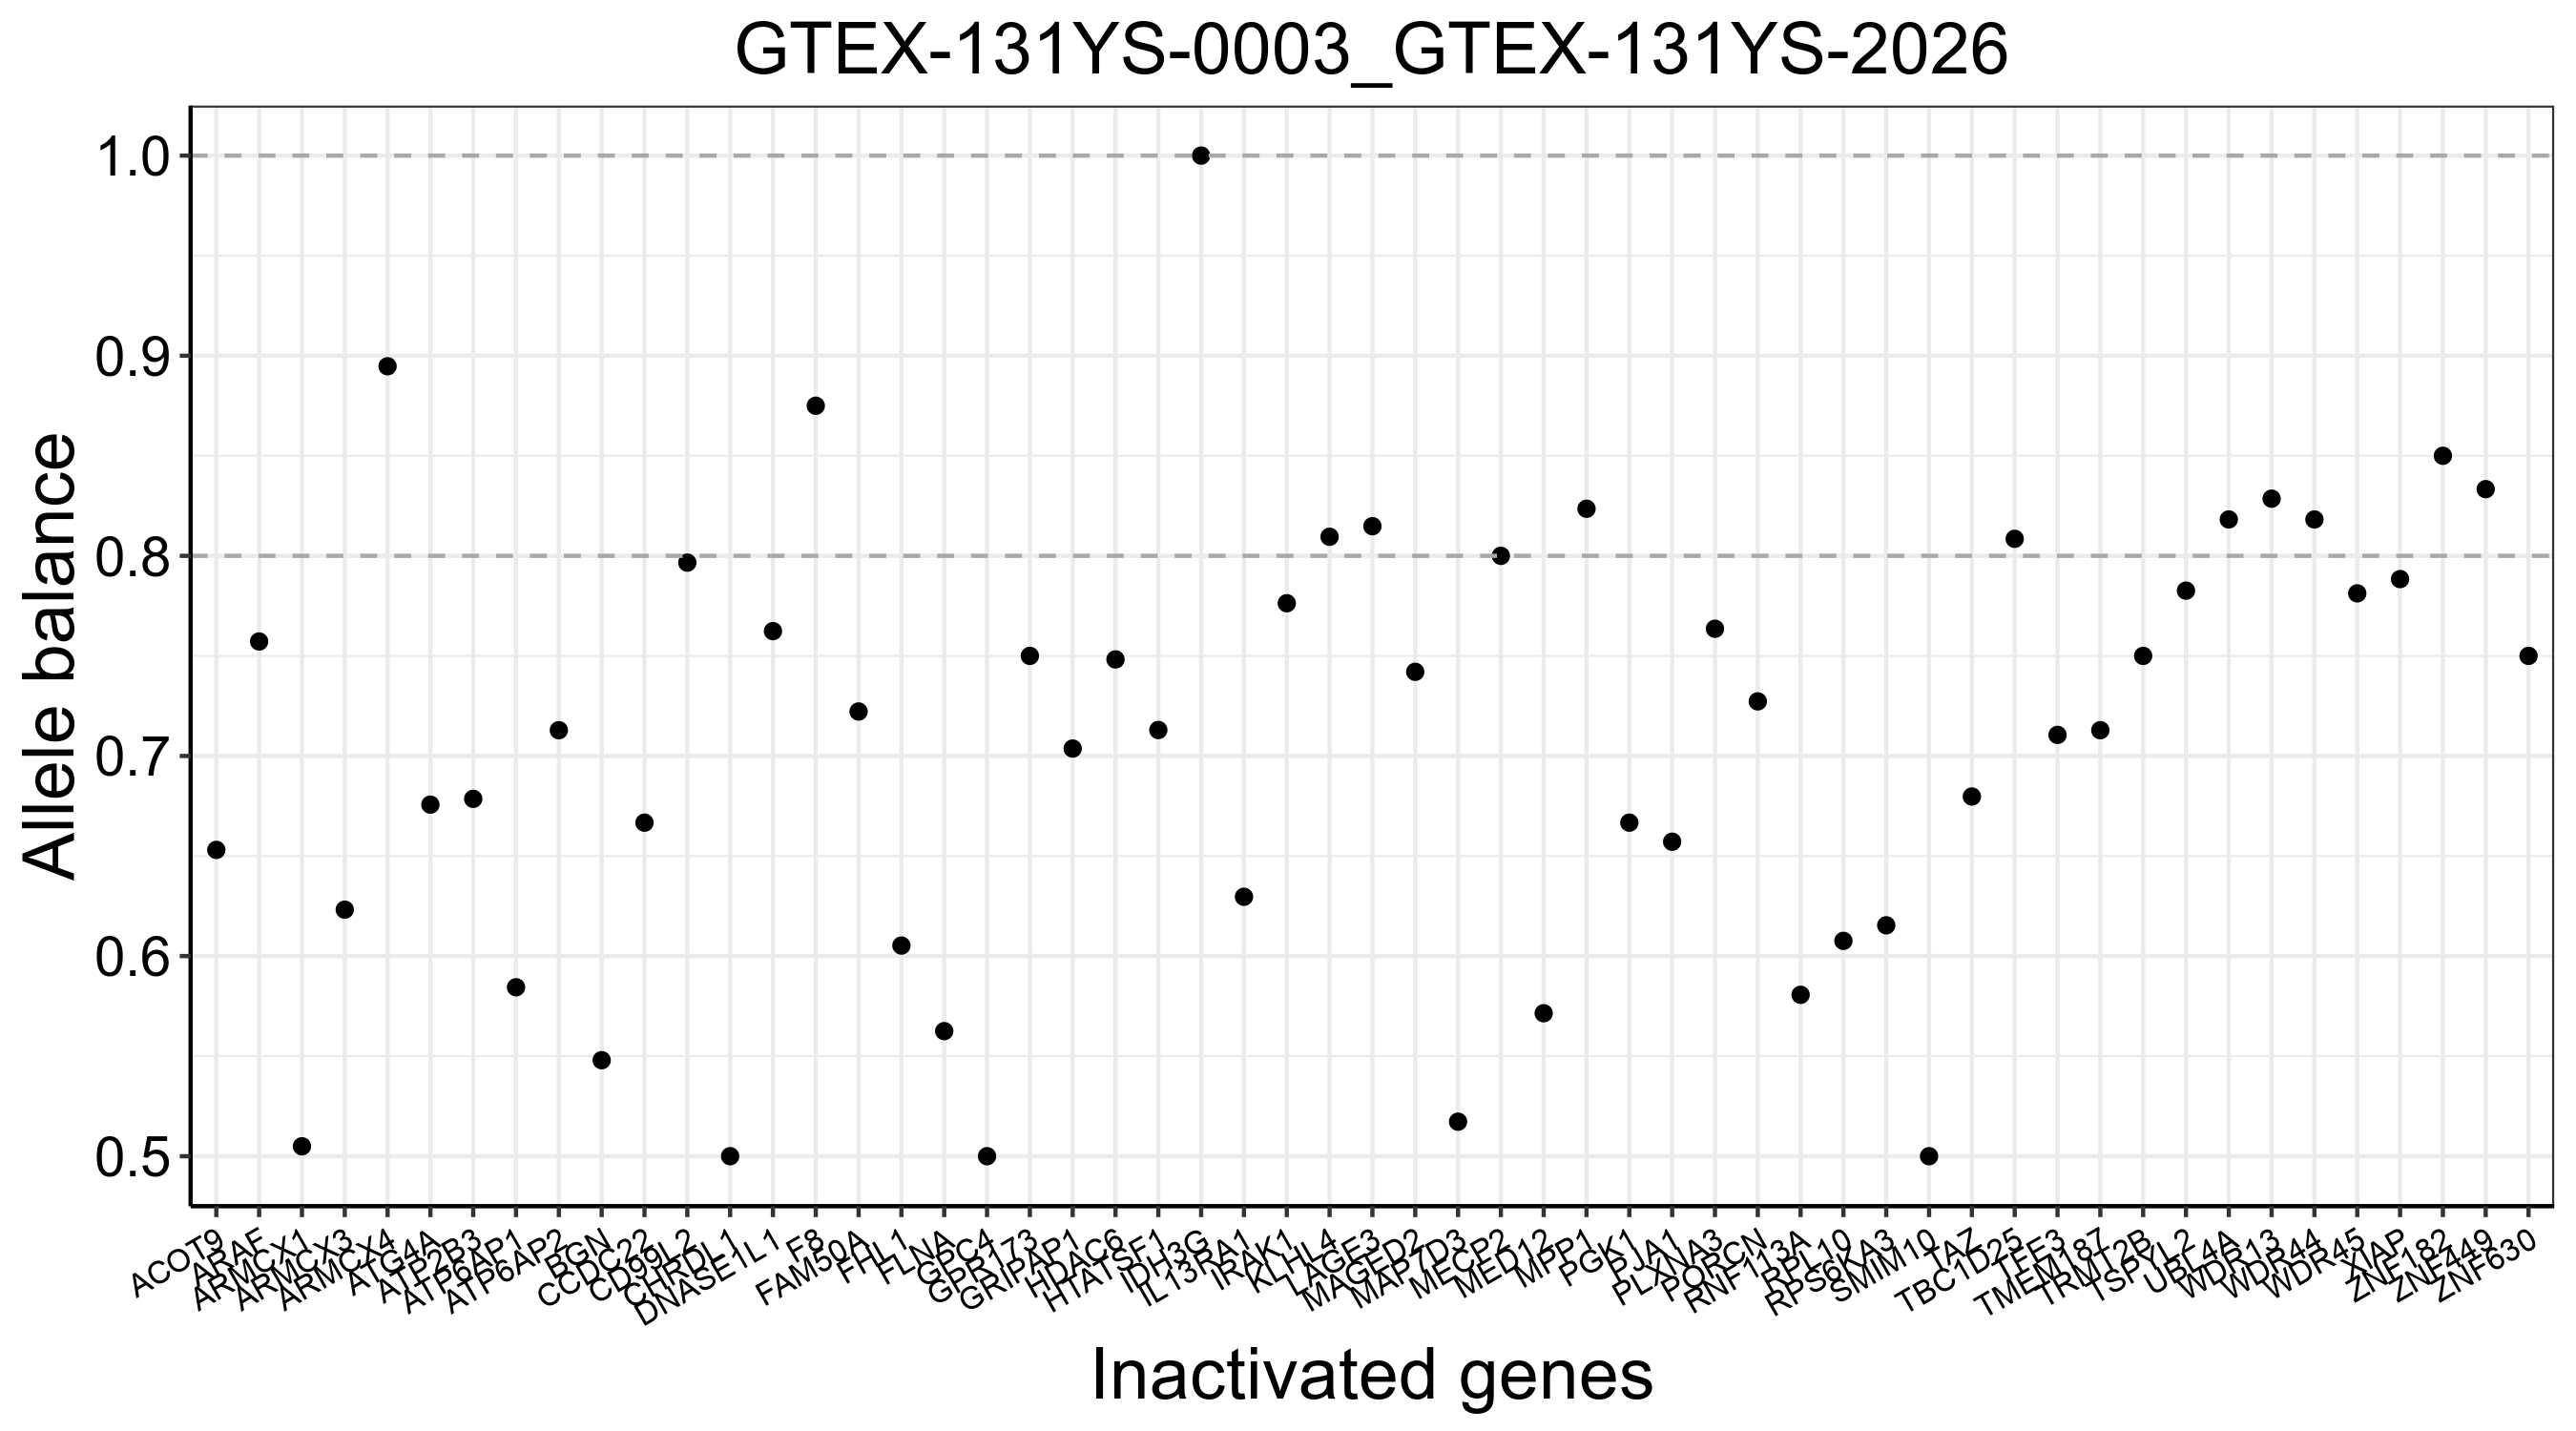 GTEX-131YS-0003_GTEX-131YS-2026
Allele balance
1.0
0.9
0.8
0.7
0.6
0.5
ACOT9
ARAF
ARMCX1
ARMCX3
ARMCX4
ATG4A
ATP2B3
ATP6AP1
ATP6AP2
BGN
CCDC22
CD99L2
CHRDL1
DNASE1L1
F8
FAM50A
FHL1
FLNA
GPC4
GPR173
GRIPAP1
HDAC6
HTATSF1
IDH3G
IL13RA1
IRAK1
KLHL4
LAGE3
MAGED2
MAP7D3
MECP2
MED12
MPP1
PGK1
PJA1
PLXNA3
PORCN
RNF113A
RPL10
RPS6KA3
SMIM10
TAZ
TBC1D25
TFE3
TMEM187
TRMT2B
TSPYL2
UBL4A
WDR13
WDR44
WDR45
XIAP
ZNF182
ZNF449
ZNF630
Inactivated genes